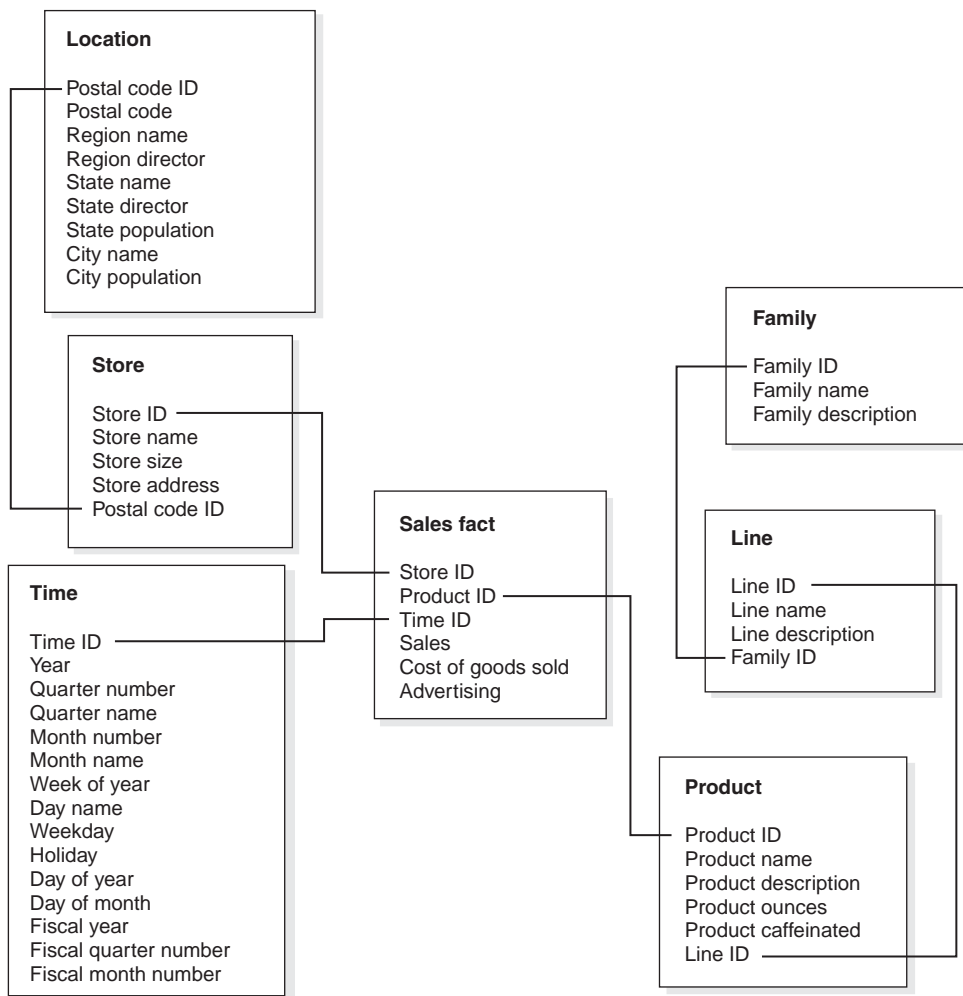 Location
Postal code ID
Postal code
Region name
Region director
State name
State director
State population
City name
City population
Store
Store ID
Store name
Store size
Store address
Postal code ID
Time
Time ID
Year
Quarter number
Quarter name
Month number
Month name
Week of year
Day name
Weekday
Holiday
Day of year
Day of month
Fiscal year
Fiscal quarter number
Fiscal month number
Sales fact
Store ID
Product ID
Time ID
Sales
Cost of goods sold
Advertising
Family
Family ID
Family name
Family description
Line
Line ID
Line name
Line description
Family ID
Product
Product ID
Product name
Product description
Product ounces
Product caffeinated
Line ID